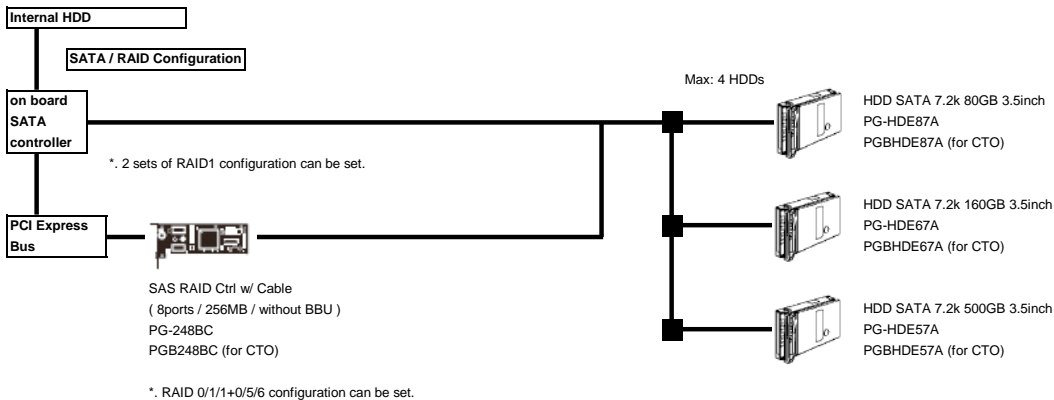 Internal HDD
SATA / RAID Configuration
Max: 4 HDDs
on board
SATA
controller
HDD SATA 7.2k 80GB 3.5inch
PG-HDE87A
PGBHDE87A (for CTO)
*. 2 sets of RAID1 configuration can be set.
HDD SATA 7.2k 160GB 3.5inch
PG-HDE67A
PGBHDE67A (for CTO)
PCI Express
Bus
SAS RAID Ctrl w/ Cable
( 8ports / 256MB / without BBU )
PG-248BC
PGB248BC (for CTO)
HDD SATA 7.2k 500GB 3.5inch
PG-HDE57A
PGBHDE57A (for CTO)
*. RAID 0/1/1+0/5/6 configuration can be set.